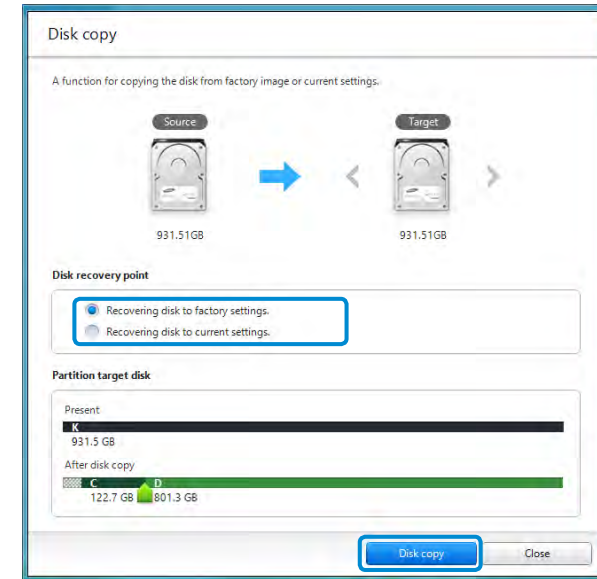 Disk copy
A function for copying the disk from factory image or current settings.
Source Target
931.51GB 931.51GB
Disk recovery point
Recovering disk to factory settings.
Recovering disk to current settings.
Partition target disk
Present
K
931.5 GB
After disk copy
C D
122.7 GB 801.3 GB
Disk copy Close